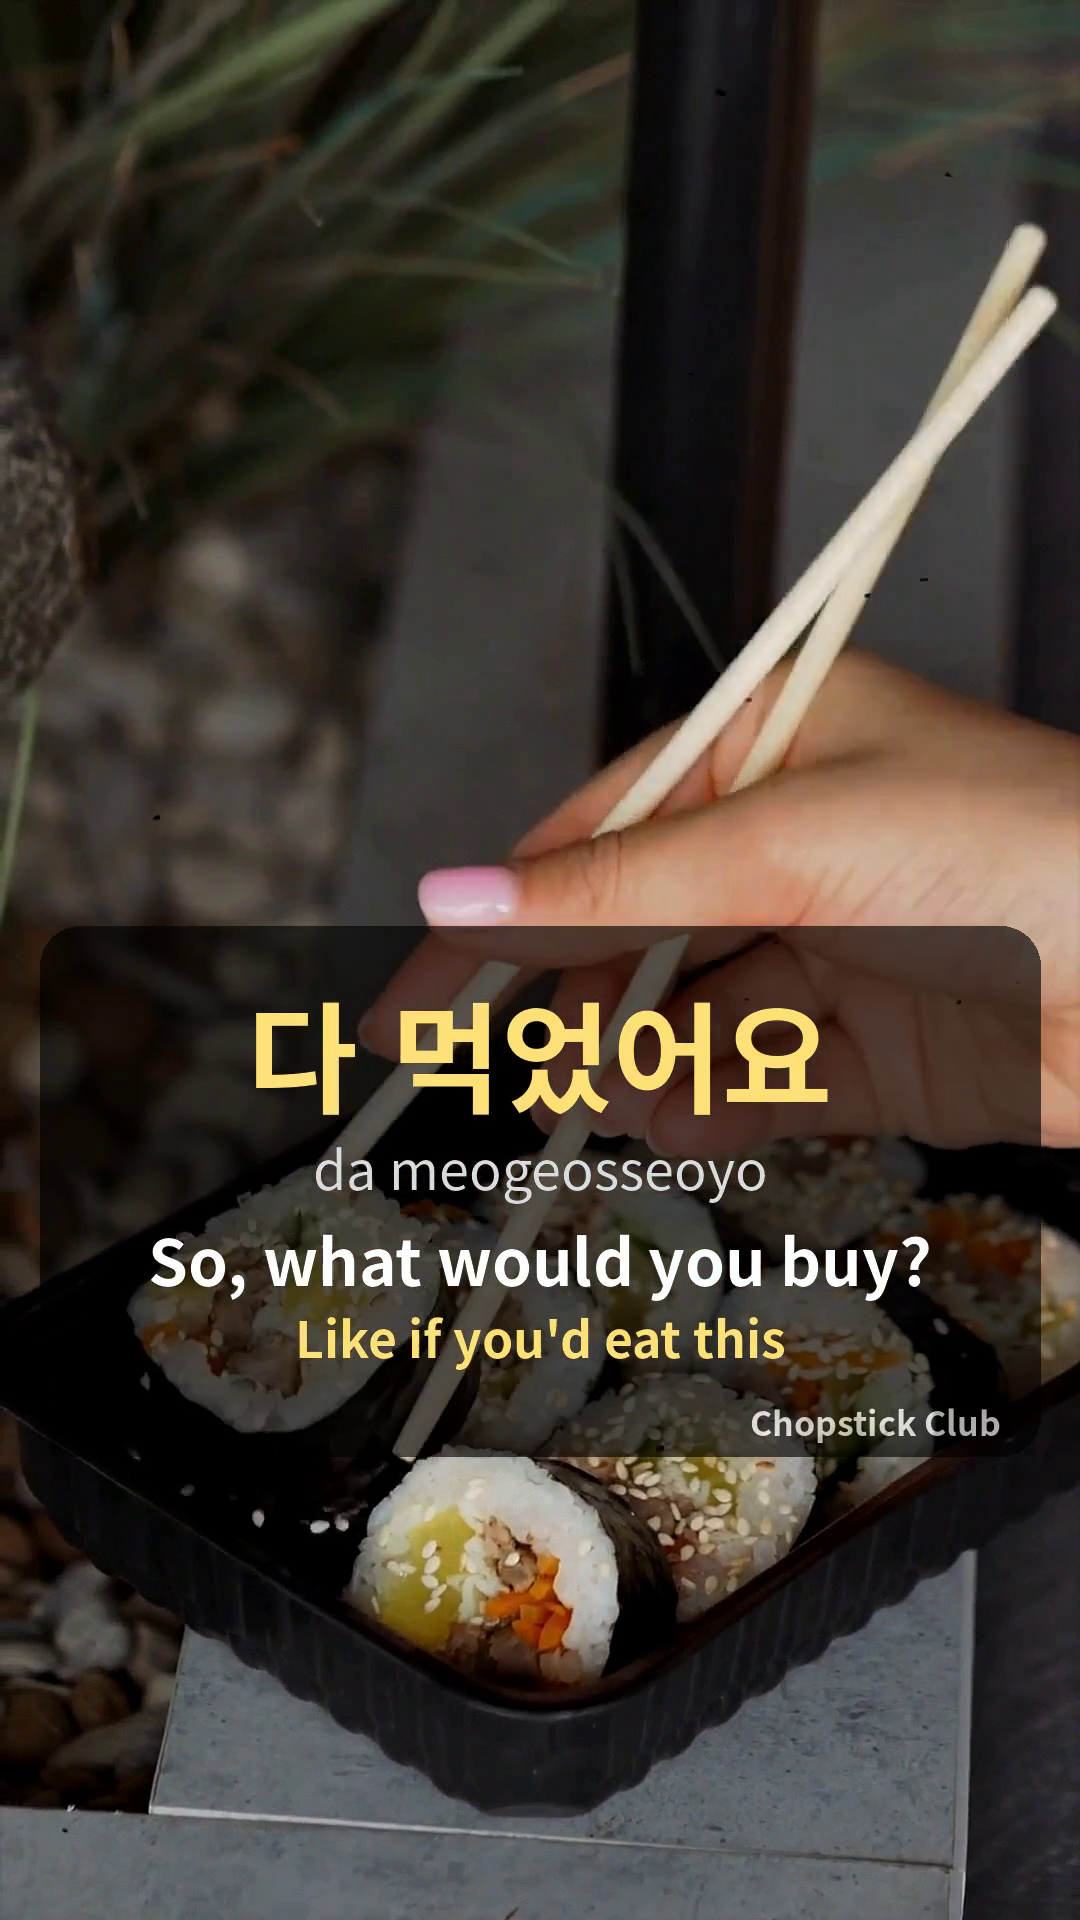 다 먹었어요
da meogeosseoyo
So, what would you buy?
Like if you'd eat this
Chopstick Club